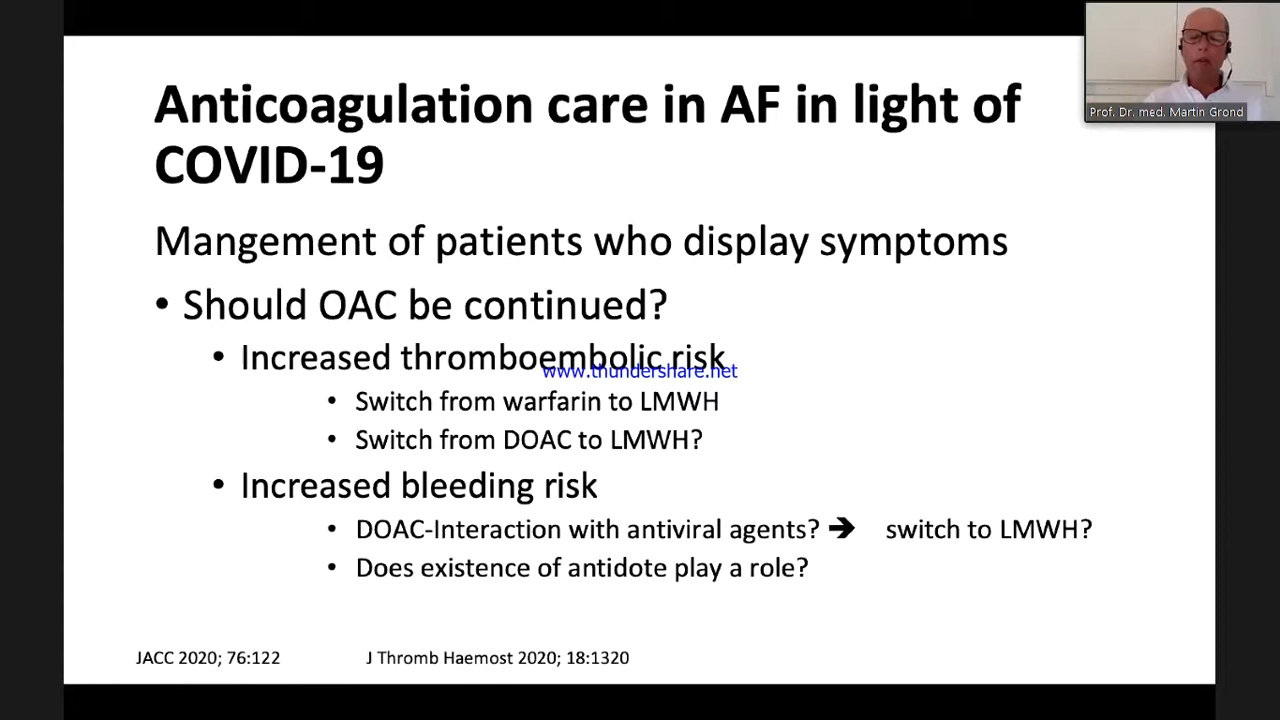 Anticoagulation care in AF in light of
COVID-19
Prof. Dr. med. Martin Grond
Mangement of patients who display symptoms
• Should OAC be continued?
• Increased thromboembolic risk
www.thundershare.net
• Switch from warfarin to LMWH
• Switch from DOAC to LMWH?
• Increased bleeding risk
• DOAC-Interaction with antiviral agents? ➔ switch to LMWH?
• Does existence of antidote play a role?
JACC 2020; 76:122 J Thromb Haemost 2020; 18:1320